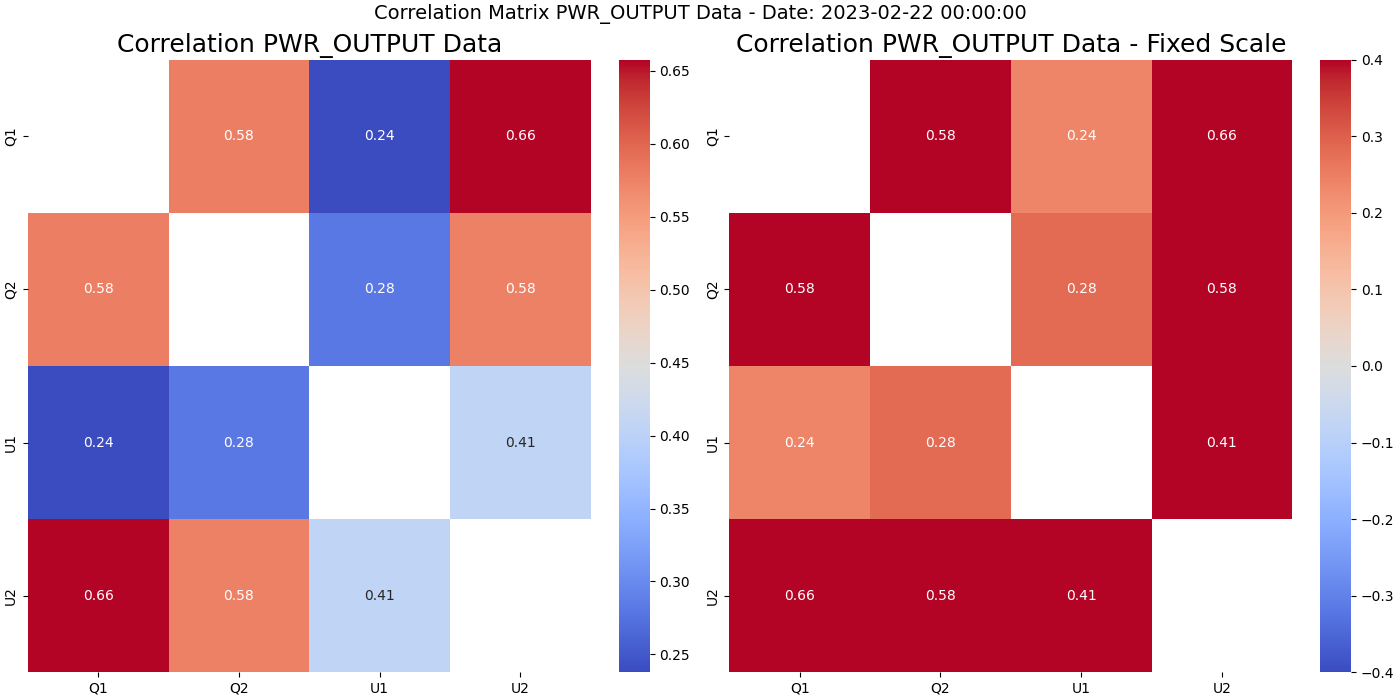 Correlation Matrix PWR_OUTPUT Data - Date: 2023-02-22 00:00:00
Correlation PWR_OUTPUT Data
Q1
0.58 0.24 0.66
Q2
0.58 0.28 0.58
U1
0.24 0.28 0.41
U2
0.66 0.58 0.41
Q1 Q2 U1 U2
0.65
0.60
0.55
0.50
0.45
0.40
0.35
0.30
0.25
Correlation PWR_OUTPUT Data - Fixed Scale
Q1
0.58 0.24 0.66
Q2
0.58 0.28 0.58
U1
0.24 0.28 0.41
U2
0.66 0.58 0.41
Q1 Q2 U1 U2
0.4
0.3
0.2
0.1
0.0
−0.1
−0.2
−0.3
−0.4